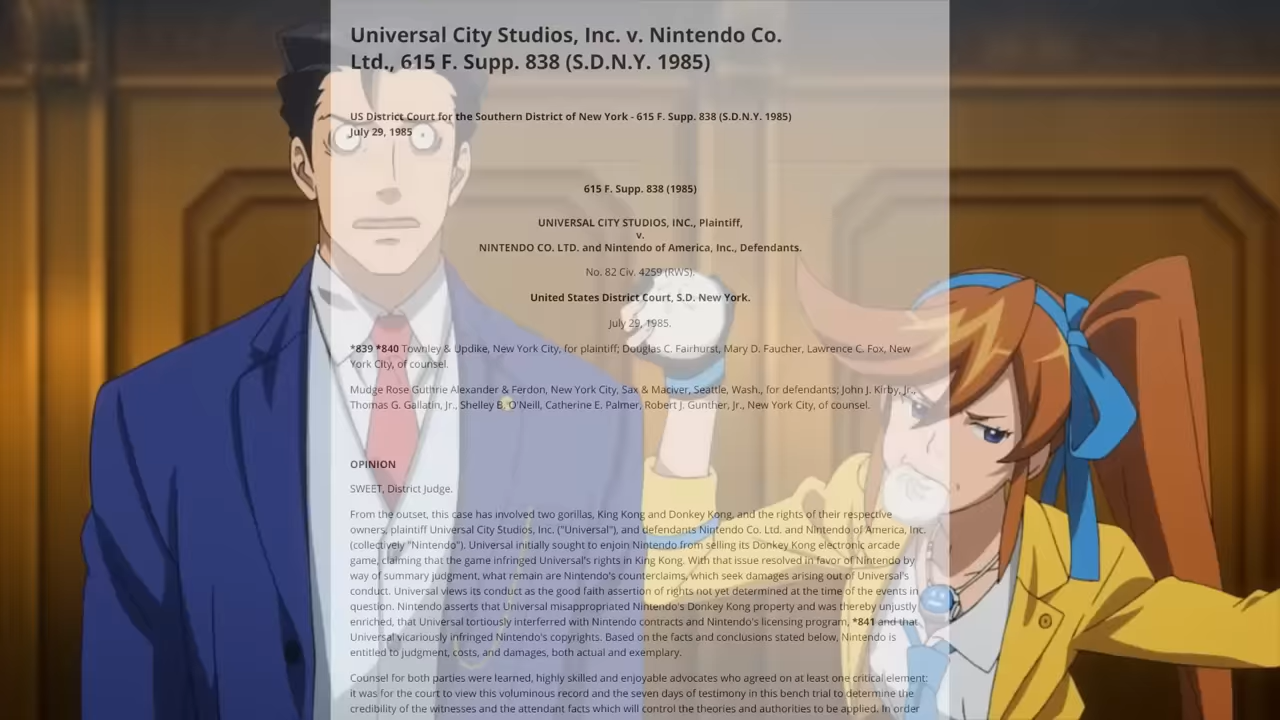 Universal City Studios, Inc. v. Nintendo Co.
Ltd., 615 F. Supp. 838 (S.D.N.Y. 1985)
US District Court for the Southern District of New York - 615 F. Supp. 838 (S.D.N.Y. 1985)
July 29, 1985
615 F. Supp. 838 (1985)
UNIVERSAL CITY STUDIOS, INC., Plaintiff,
v.
NINTENDO CO. LTD. and Nintendo of America, Inc., Defendants.
No. 82 Civ. 4259 (RWS).
United States District Court, S.D. New York.
July 29, 1985.
*839 *840 Townley & Updike, New York City, for plaintiff; Douglas C. Fairhurst, Mary D. Faucher, Lawrence C. Fox, New
York City, of counsel.
Mudge Rose Guthrie Alexander & Ferdon, New York City, Sax & Maciver, Seattle, Wash., for defendants; John J. Kirby, Jr.,
Thomas G. Gallatin, Jr., Shelley B. O'Neill, Catherine E. Palmer, Robert J. Gunther, Jr., New York City, of counsel.
OPINION
SWEET, District Judge.
From the outset, this case has involved two gorillas, King Kong and Donkey Kong, and the rights of their respective
owners, plaintiff Universal City Studios, Inc. ("Universal"), and defendants Nintendo Co. Ltd. and Nintendo of America, Inc.
(collectively "Nintendo"). Universal initially sought to enjoin Nintendo from selling its Donkey Kong electronic arcade
game, claiming that the game infringed Universal's rights in King Kong. With that issue resolved in favor of Nintendo by
way of summary judgment, what remain are Nintendo's counterclaims, which seek damages arising out of Universal's
conduct. Universal views its conduct as the good faith assertion of rights not yet determined at the time of the events in
question. Nintendo asserts that Universal misappropriated Nintendo's Donkey Kong property and was thereby unjustly
enriched, that Universal tortiously interfered with Nintendo contracts and Nintendo's licensing program, *841 and that
Universal vicariously infringed Nintendo's copyrights. Based on the facts and conclusions stated below, Nintendo is
entitled to judgment, costs, and damages, both actual and exemplary.
Counsel for both parties were learned, highly skilled and enjoyable advocates who agreed on at least one critical element:
it was for the court to view this voluminous record and the seven days of testimony in this bench trial to determine the
credibility of the witnesses and the attendant facts which will control the theories and authorities to be applied. In order